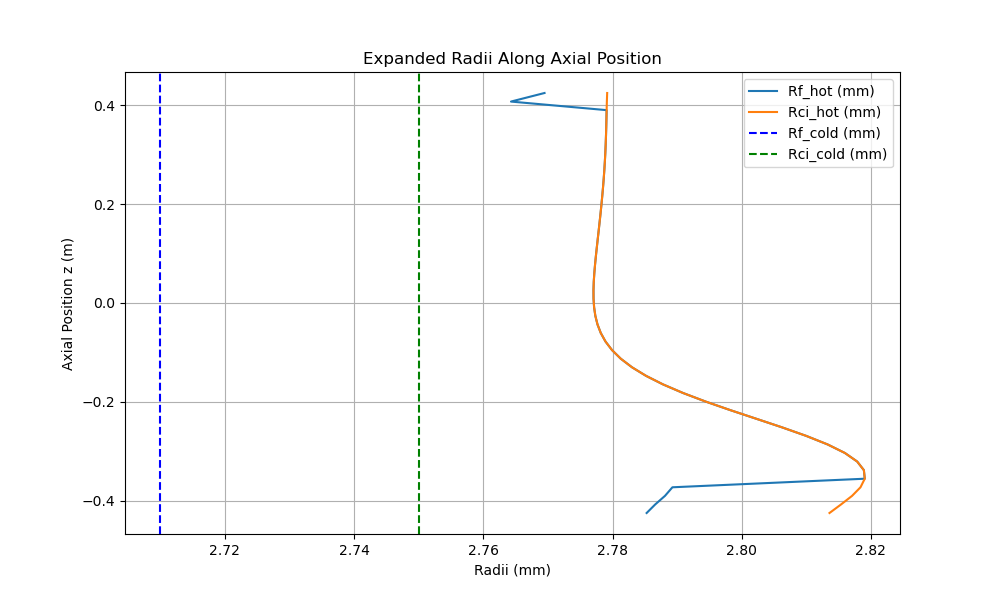 Expanded Radii Along Axial Position
Rf_hot (mm)
Rci_hot (mm)
Rf_cold (mm)
Rci_cold (mm)
Axial Position z (m)
0.4
0.2
0.0
−0.2
−0.4
2.72 2.74 2.76 2.78 2.80 2.82
Radii (mm)